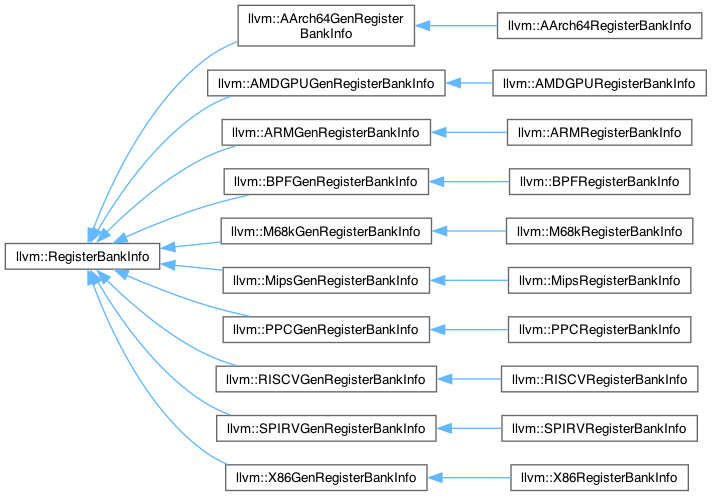 llvm::AArch64GenRegister
BankInfo
llvm::AArch64RegisterBankInfo
llvm::AMDGPUGenRegisterBankInfo
llvm::AMDGPURegisterBankInfo
llvm::ARMGenRegisterBankInfo
llvm::ARMRegisterBankInfo
llvm::BPFGenRegisterBankInfo
llvm::BPFRegisterBankInfo
llvm::M68kGenRegisterBankInfo
llvm::M68kRegisterBankInfo
llvm::RegisterBankInfo
llvm::MipsGenRegisterBankInfo
llvm::MipsRegisterBankInfo
llvm::PPCGenRegisterBankInfo
llvm::PPCRegisterBankInfo
llvm::RISCVGenRegisterBankInfo
llvm::RISCVRegisterBankInfo
llvm::SPIRVGenRegisterBankInfo
llvm::SPIRVRegisterBankInfo
llvm::X86GenRegisterBankInfo
llvm::X86RegisterBankInfo